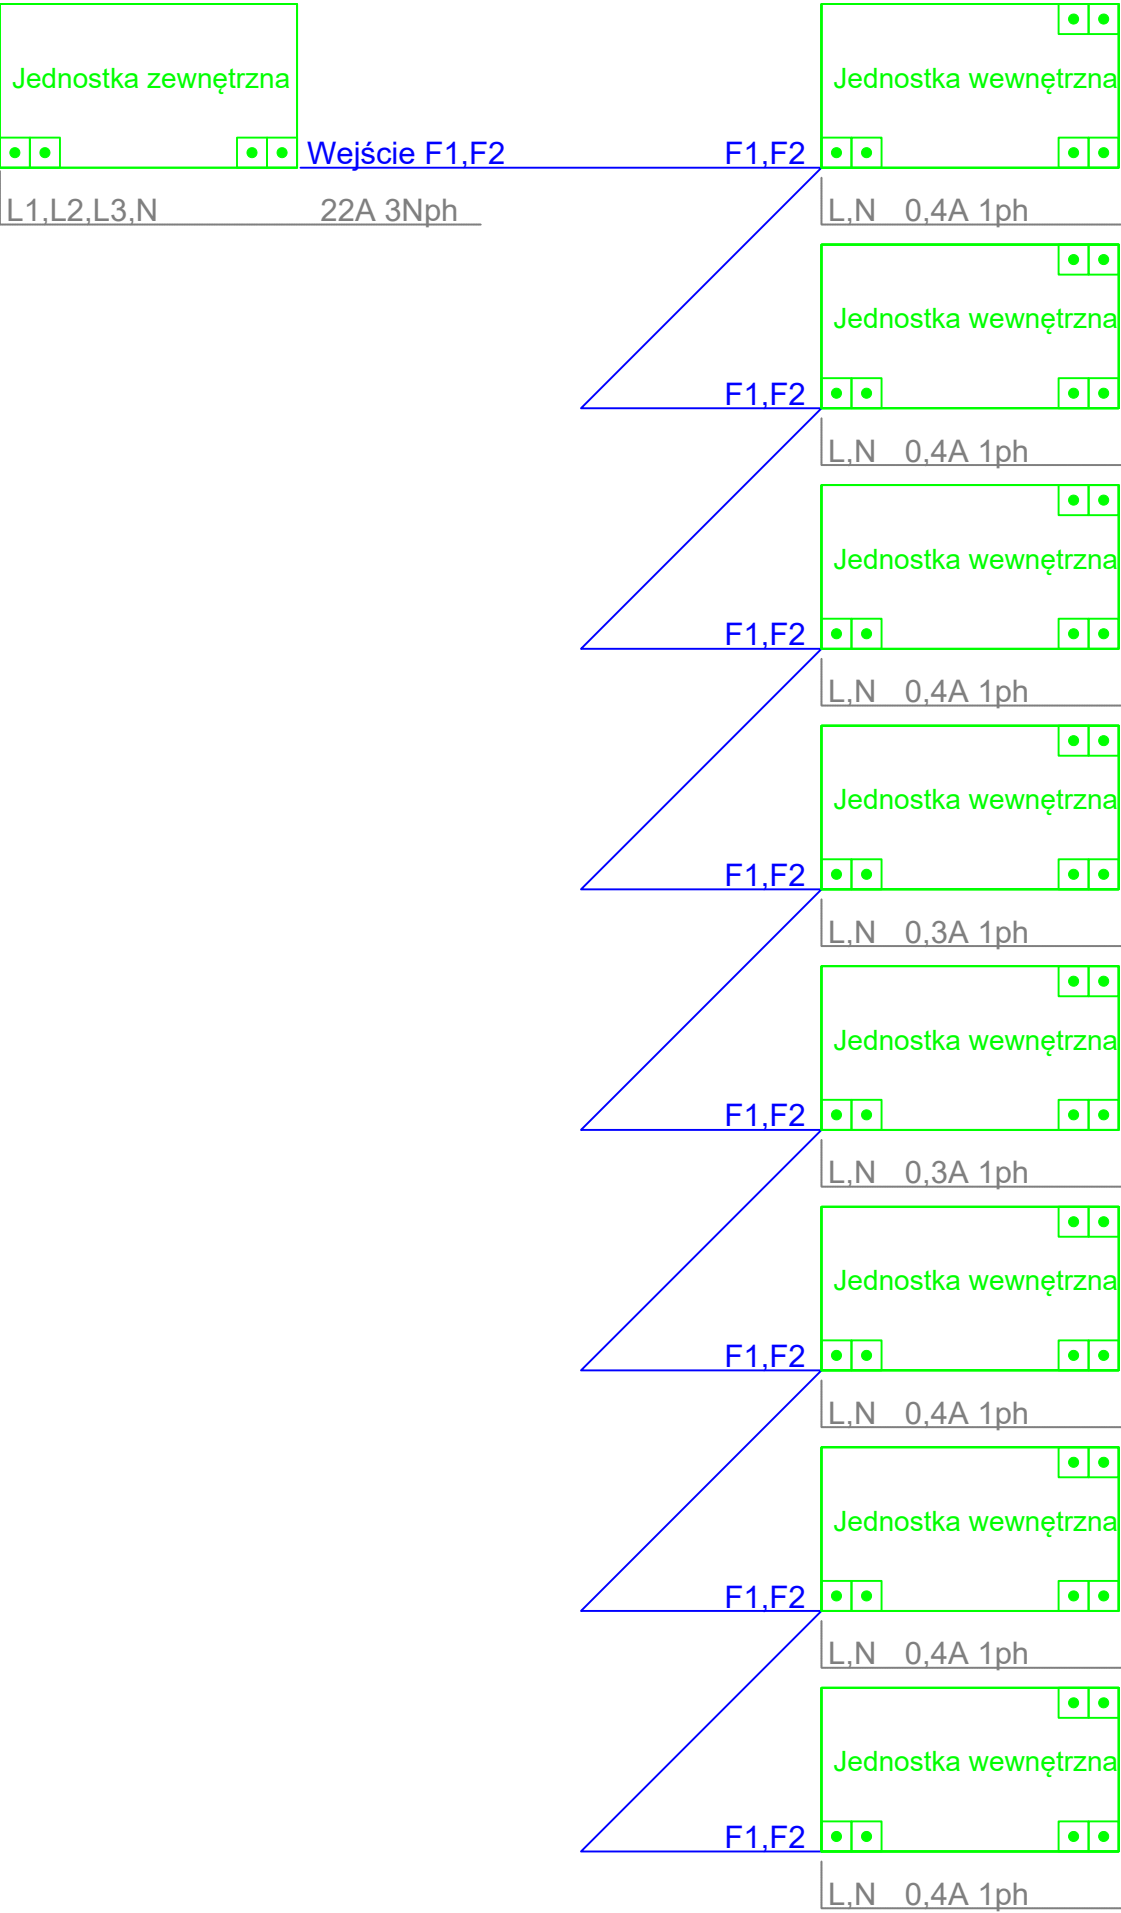 Jednostka zewnętrzna
Jednostka wewnętrzna
Wejście F1,F2
F1,F2
L1,L2,L3,N 22A 3Nph
L,N 0,4A 1ph
Jednostka wewnętrzna
F1,F2
L,N 0,4A 1ph
Jednostka wewnętrzna
F1,F2
L,N 0,4A 1ph
Jednostka wewnętrzna
F1,F2
L,N 0,3A 1ph
Jednostka wewnętrzna
F1,F2
L,N 0,3A 1ph
Jednostka wewnętrzna
F1,F2
L,N 0,4A 1ph
Jednostka wewnętrzna
F1,F2
L,N 0,4A 1ph
Jednostka wewnętrzna
F1,F2
L,N 0,4A 1ph